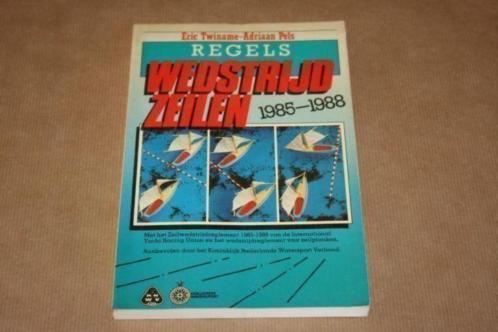 Eric Twiname-Adriaan Pels
REGELS
WEDSTRIJD
ZEILEN
1985-1988
Met het Zeilwedstrijdreglement 1985-1988 van de International
Yacht Racing Union en het wedstrijdreglement voor zeilplanken.
Aanbevolen door het Koninklijk Nederlands Watersport Verbond.